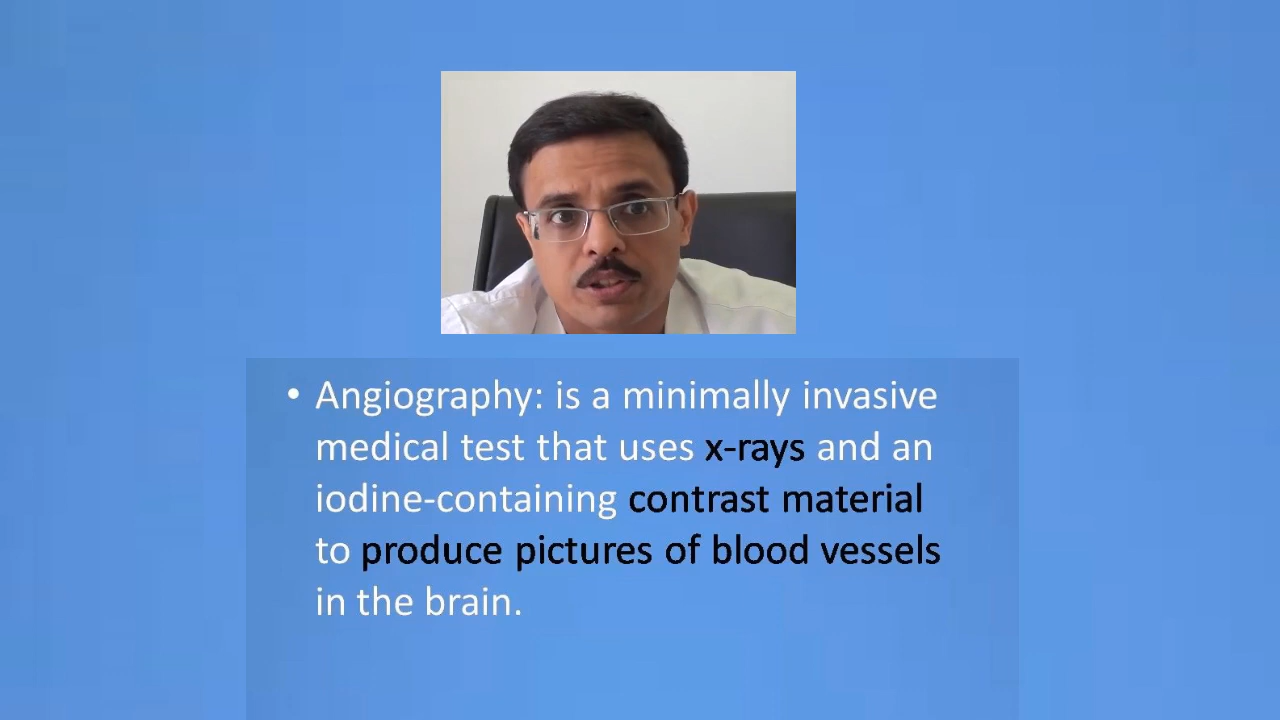 • Angiography: is a minimally invasive
medical test that uses x-rays and an
iodine-containing contrast material
to produce pictures of blood vessels
in the brain.